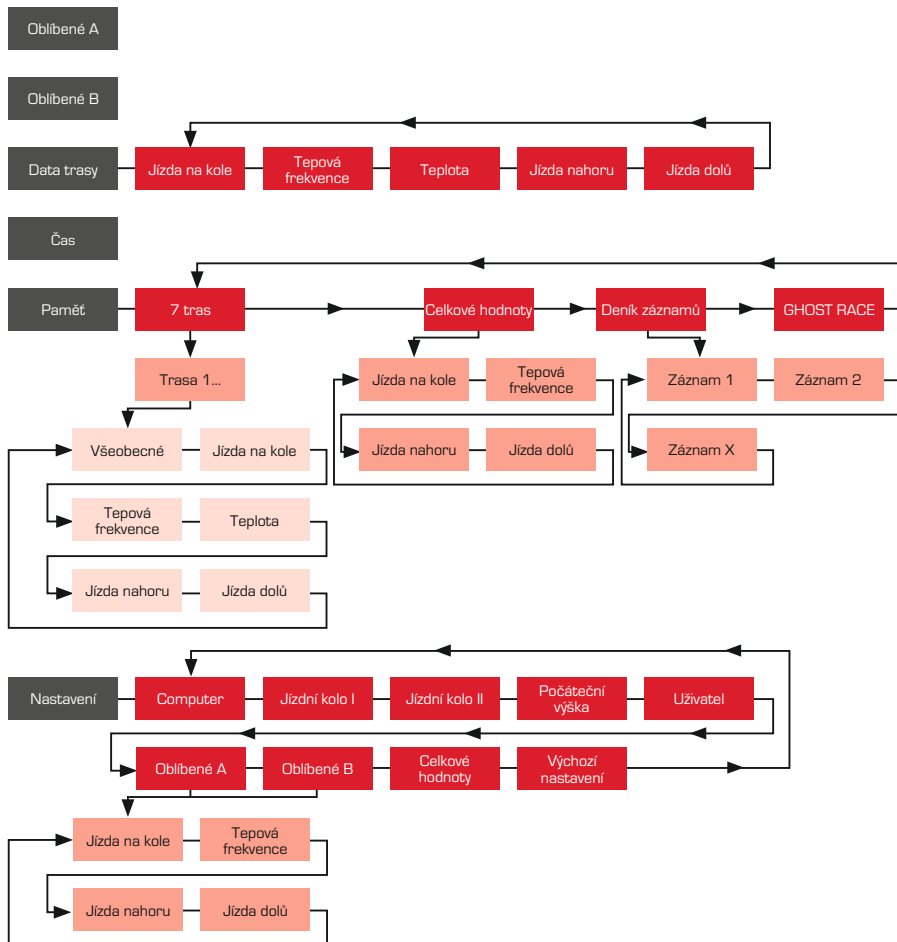 Oblíbené A
Oblíbené B
Data trasy
Jízda na kole
Tepová
frekvence
Teplota
Jízda nahoru
Jízda dolů
Čas
Paměť
7 tras
Celkové hodnoty
Deník záznamů
GHOST RACE
Trasa 1...
Jízda na kole
Tepová
frekvence
Záznam 1
Záznam 2
Všeobecné
Jízda na kole
Jízda nahoru
Jízda dolů
Záznam X
Tepová
frekvence
Teplota
Jízda nahoru
Jízda dolů
Nastavení
Computer
Jízdní kolo I
Jízdní kolo II
Počáteční
výška
Uživatel
Oblíbené A
Oblíbené B
Celkové
hodnoty
Výchozí
nastavení
Jízda na kole
Tepová
frekvence
Jízda nahoru
Jízda dolů